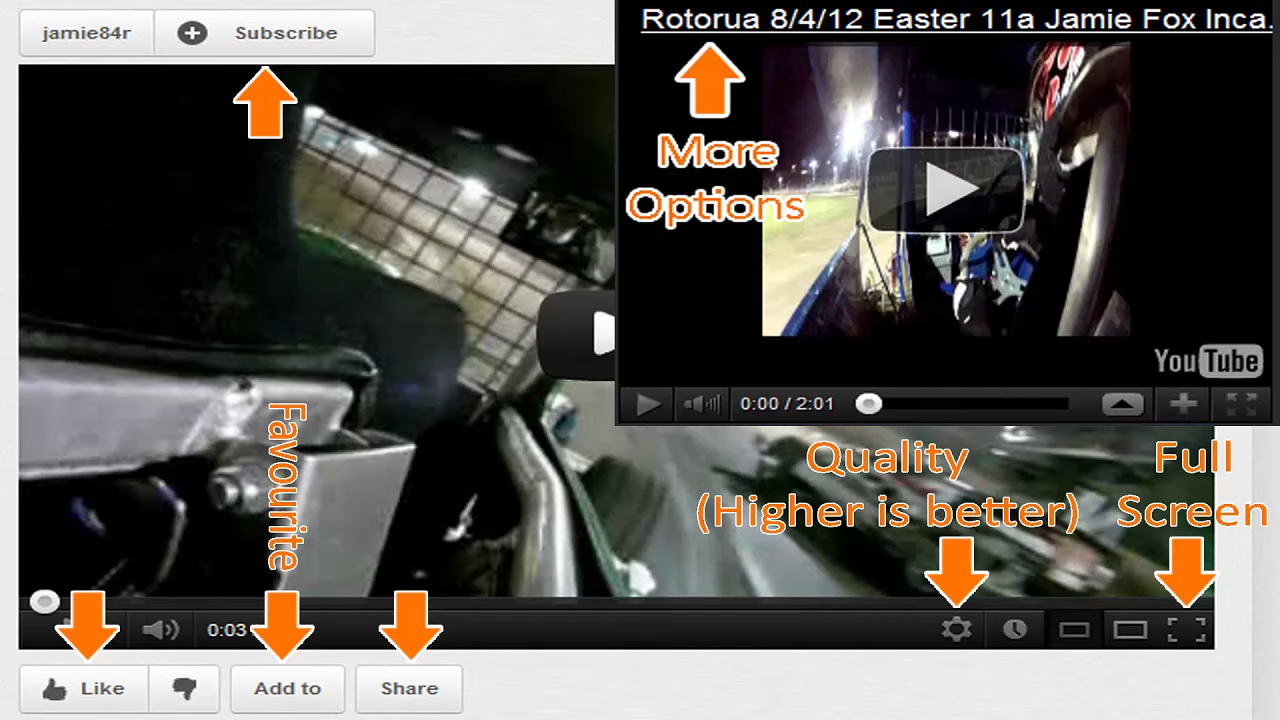 jamie84r
Subscribe
Rotorua 8/4/12 Easter 11a Jamie Fox Inca.
More
Options
YouTube
0:00 / 2:01
Favourite
Quality
(Higher is better)
Full
Screen
0:03
Like
Add to
Share